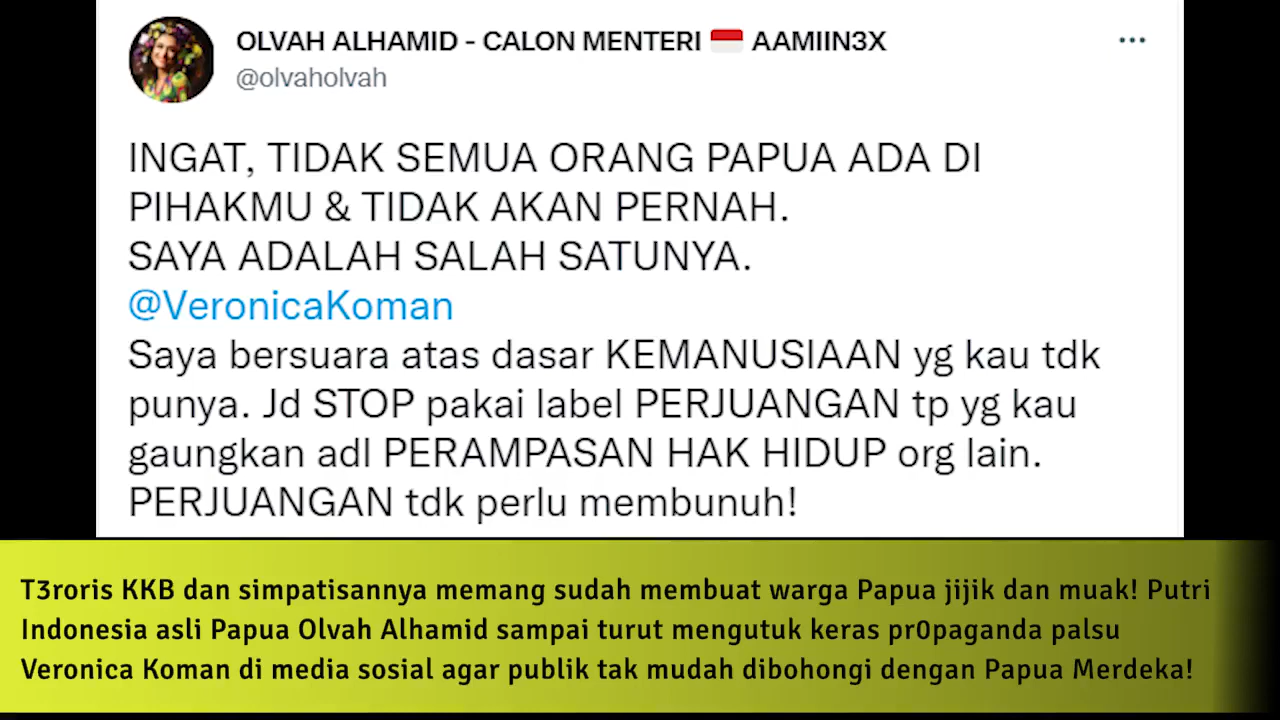 OLVAH ALHAMID - CALON MENTERI 🇮🇩 AAMIIN3X
@olvaholvah
INGAT, TIDAK SEMUA ORANG PAPUA ADA DI
PIHAKMU & TIDAK AKAN PERNAH.
SAYA ADALAH SALAH SATUNYA.
@VeronicaKoman
Saya bersuara atas dasar KEMANUSIAAN yg kau tdk
punya. Jd STOP pakai label PERJUANGAN tp yg kau
gaungkan adl PERAMPASAN HAK HIDUP org lain.
PERJUANGAN tdk perlu membunuh!
T3roris KKB dan simpatisannya memang sudah membuat warga Papua jijik dan muak! Putri
Indonesia asli Papua Olvah Alhamid sampai turut mengutuk keras pr0paganda palsu
Veronica Koman di media sosial agar publik tak mudah dibohongi dengan Papua Merdeka!